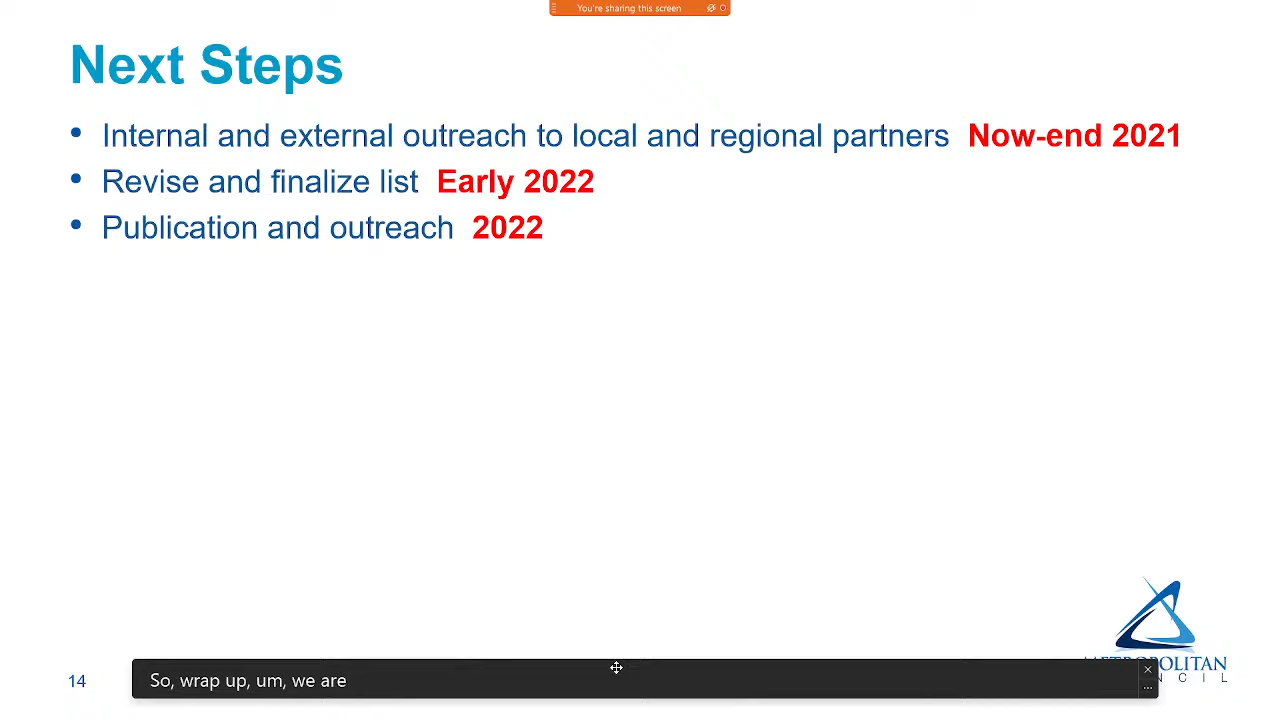 You're sharing this screen
Next Steps
• Internal and external outreach to local and regional partners Now-end 2021
• Revise and finalize list Early 2022
• Publication and outreach 2022
METROPOLITAN
N C I L
14
So, wrap up, um, we are